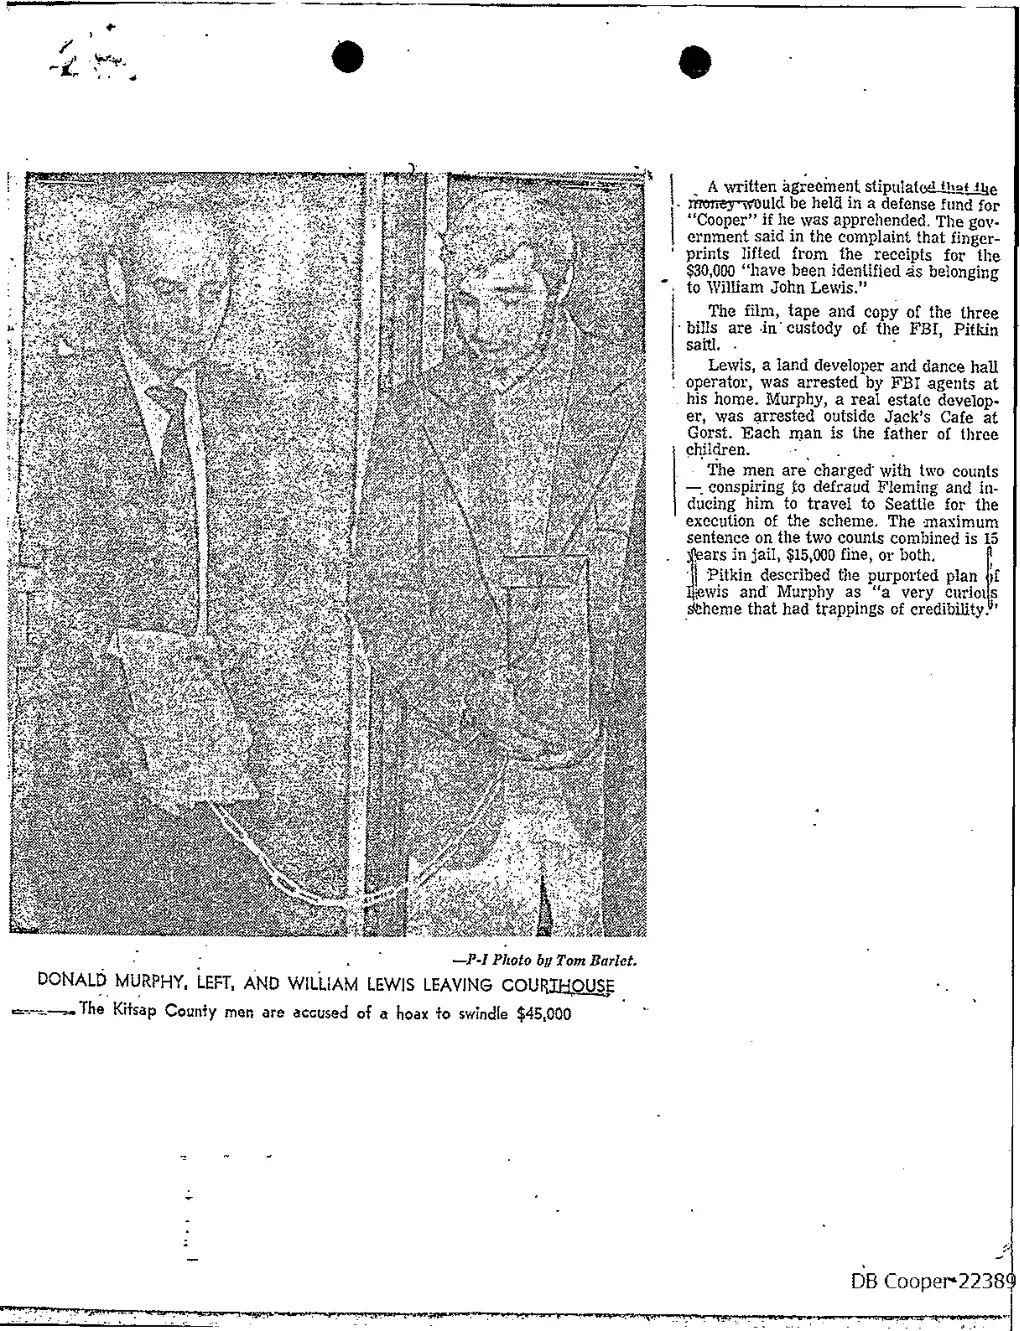 —P-I Photo by Tom Barlet.
DONALD MURPHY, LEFT, AND WILLIAM LEWIS LEAVING COURTHOUSE
The Kitsap County men are accused of a hoax to swindle $45,000
A written agreement stipulated that the
money would be held in a defense fund for
"Cooper" if he was apprehended. The gov-
ernment said in the complaint that finger-
prints lifted from the receipts for the
$30,000 "have been identified as belonging
to William John Lewis."
The film, tape and copy of the three
bills are in custody of the FBI, Pitkin
said.
Lewis, a land developer and dance hall
operator, was arrested by FBI agents at
his home. Murphy, a real estate develop-
er, was arrested outside Jack's Cafe at
Gorst. Each man is the father of three
children.
The men are charged with two counts
— conspiring to defraud Fleming and in-
ducing him to travel to Seattle for the
execution of the scheme. The maximum
sentence on the two counts combined is 15
years in jail, $15,000 fine, or both.
Pitkin described the purported plan of
Lewis and Murphy as "a very curious
scheme that had trappings of credibility."
DB Cooper-22389